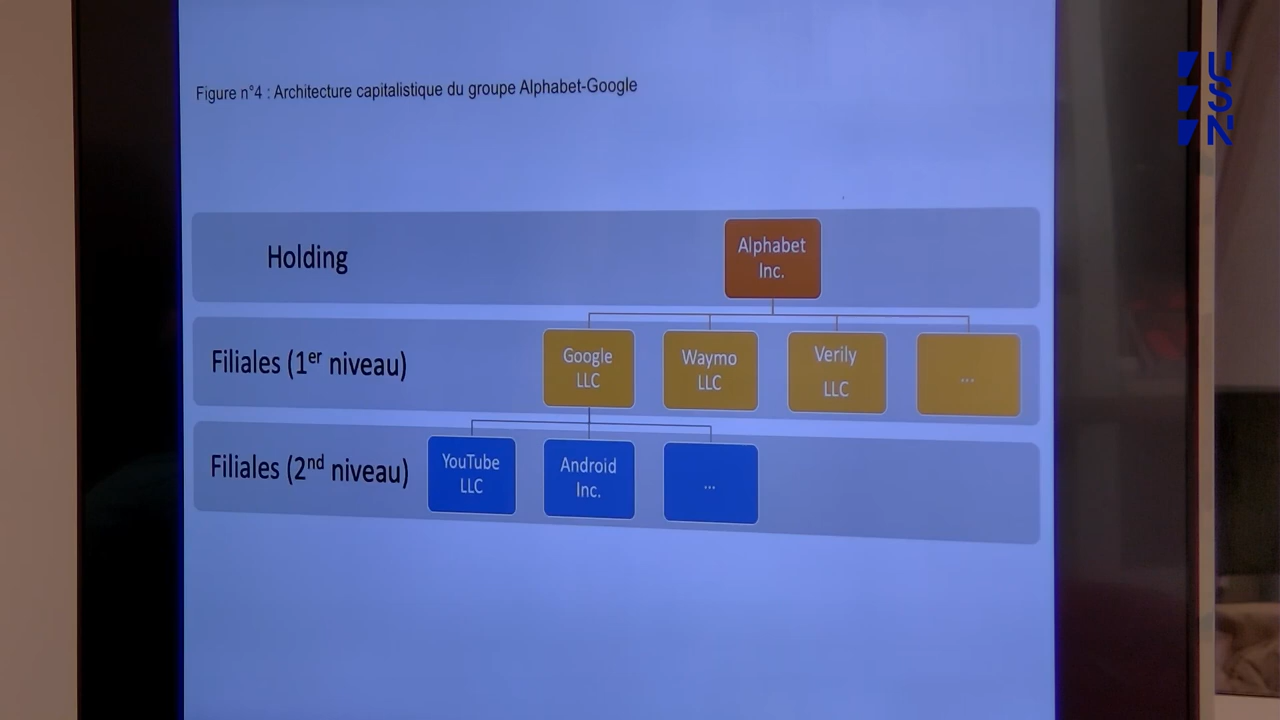 Figure n°4 : Architecture capitalistique du groupe Alphabet-Google
USN
Holding
Alphabet
Inc.
Filiales (1er niveau)
Google
LLC
Waymo
LLC
Verily
LLC
...
Filiales (2nd niveau)
YouTube
LLC
Android
Inc.
...